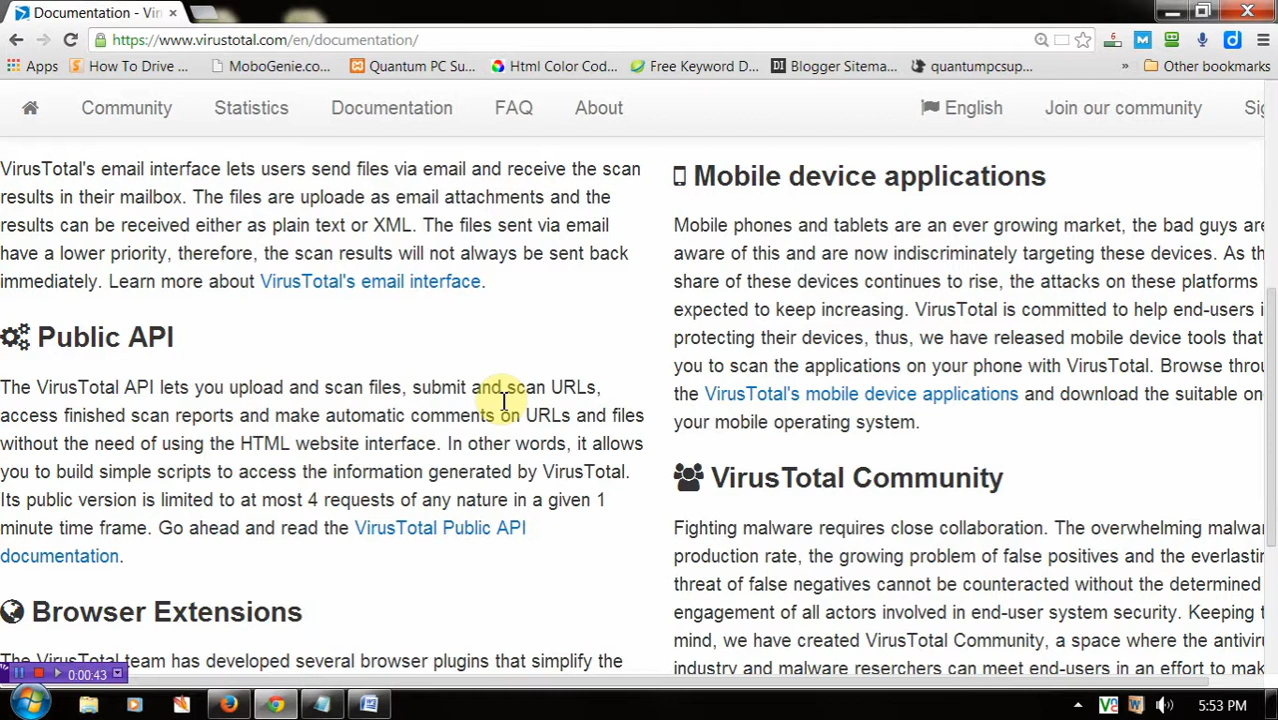 Documentation - Vir
https://www.virustotal.com/en/documentation/
Apps How To Drive ... MoboGenie.co... Quantum PC Su... Html Color Cod... Free Keyword D... Blogger Sitema... quantumpcsup... » Other bookmarks
Community Statistics Documentation FAQ About English Join our community Sig
VirusTotal's email interface lets users send files via email and receive the scan
results in their mailbox. The files are uploade as email attachments and the
results can be received either as plain text or XML. The files sent via email
have a lower priority, therefore, the scan results will not always be sent back
immediately. Learn more about VirusTotal's email interface.
Public API
The VirusTotal API lets you upload and scan files, submit and scan URLs,
access finished scan reports and make automatic comments on URLs and files
without the need of using the HTML website interface. In other words, it allows
you to build simple scripts to access the information generated by VirusTotal.
Its public version is limited to at most 4 requests of any nature in a given 1
minute time frame. Go ahead and read the VirusTotal Public API
documentation.
Browser Extensions
The VirusTotal team has developed several browser plugins that simplify the
Mobile device applications
Mobile phones and tablets are an ever growing market, the bad guys are
aware of this and are now indiscriminately targeting these devices. As the
share of these devices continues to rise, the attacks on these platforms
expected to keep increasing. VirusTotal is committed to help end-users i
protecting their devices, thus, we have released mobile device tools that
you to scan the applications on your phone with VirusTotal. Browse throu
the VirusTotal's mobile device applications and download the suitable on
your mobile operating system.
VirusTotal Community
Fighting malware requires close collaboration. The overwhelming malwa
production rate, the growing problem of false positives and the everlastin
threat of false negatives cannot be counteracted without the determined
engagement of all actors involved in end-user system security. Keeping t
mind, we have created VirusTotal Community, a space where the antiviru
industry and malware reserchers can meet end-users in an effort to mak
0:00:43
5:53 PM